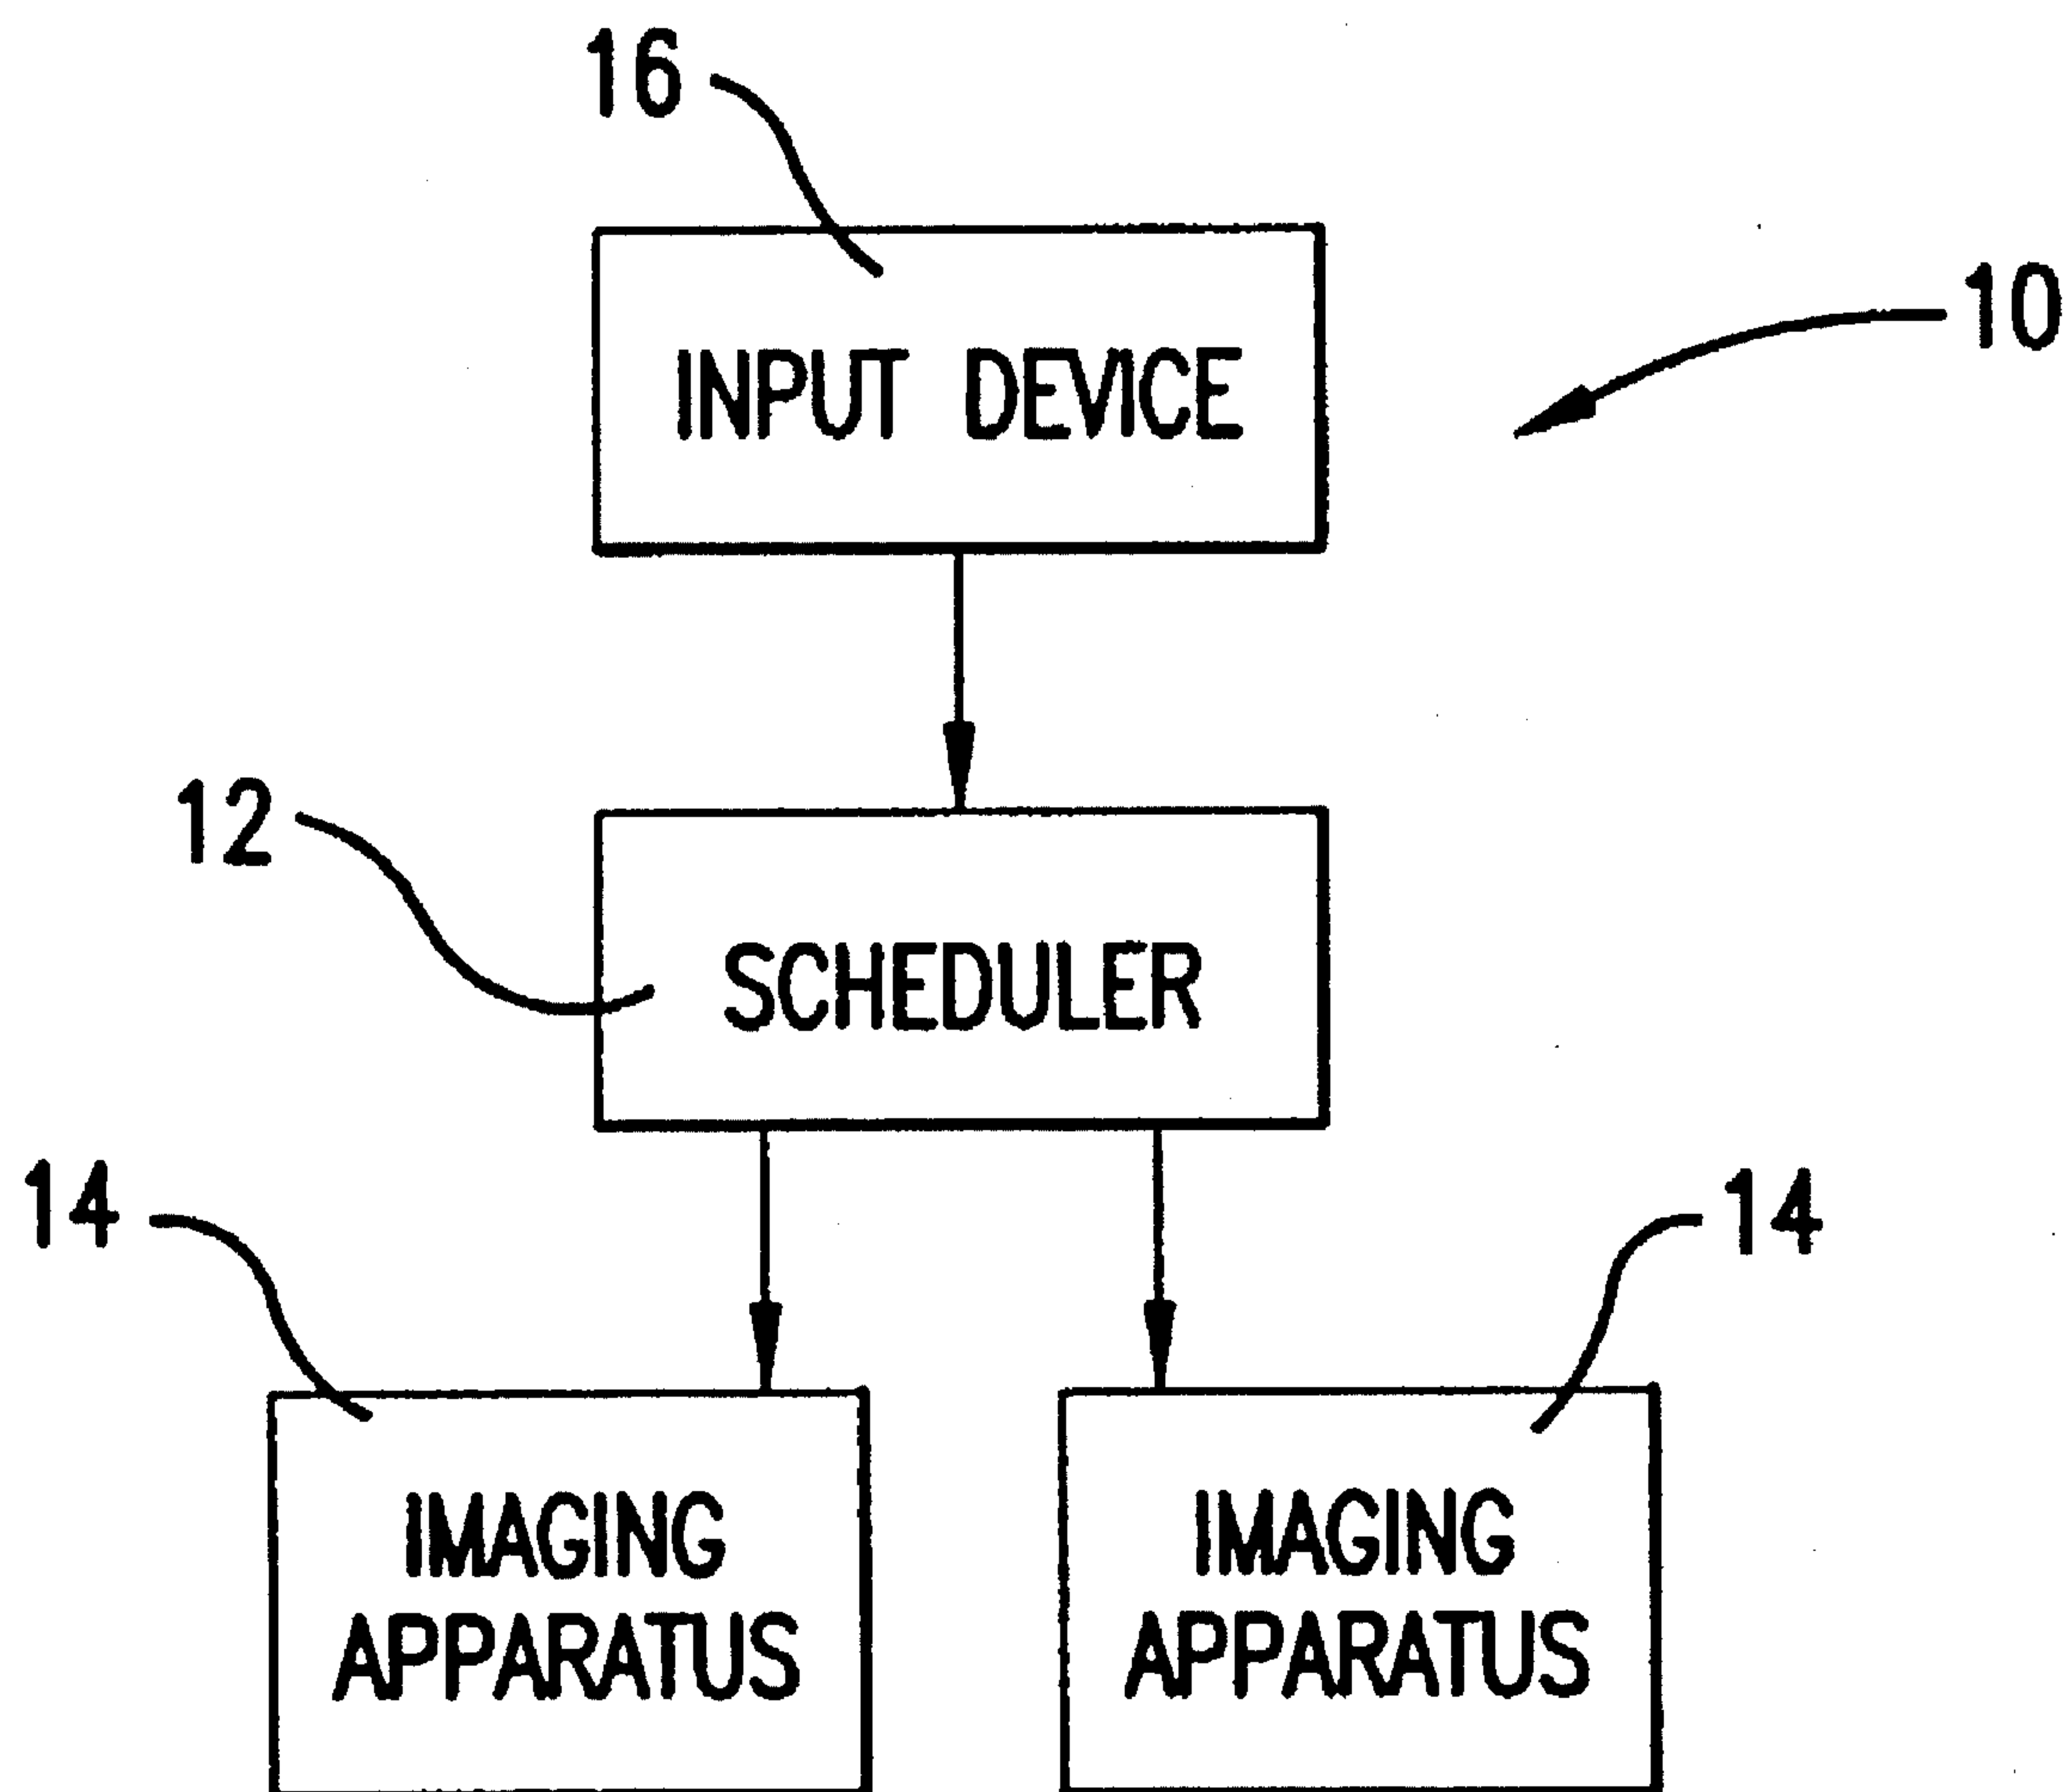 16
10
INPUT DEVICE
12
SCHEDULER
14
14
IMAGING
APPARATUS
IMAGING
APPARATUS